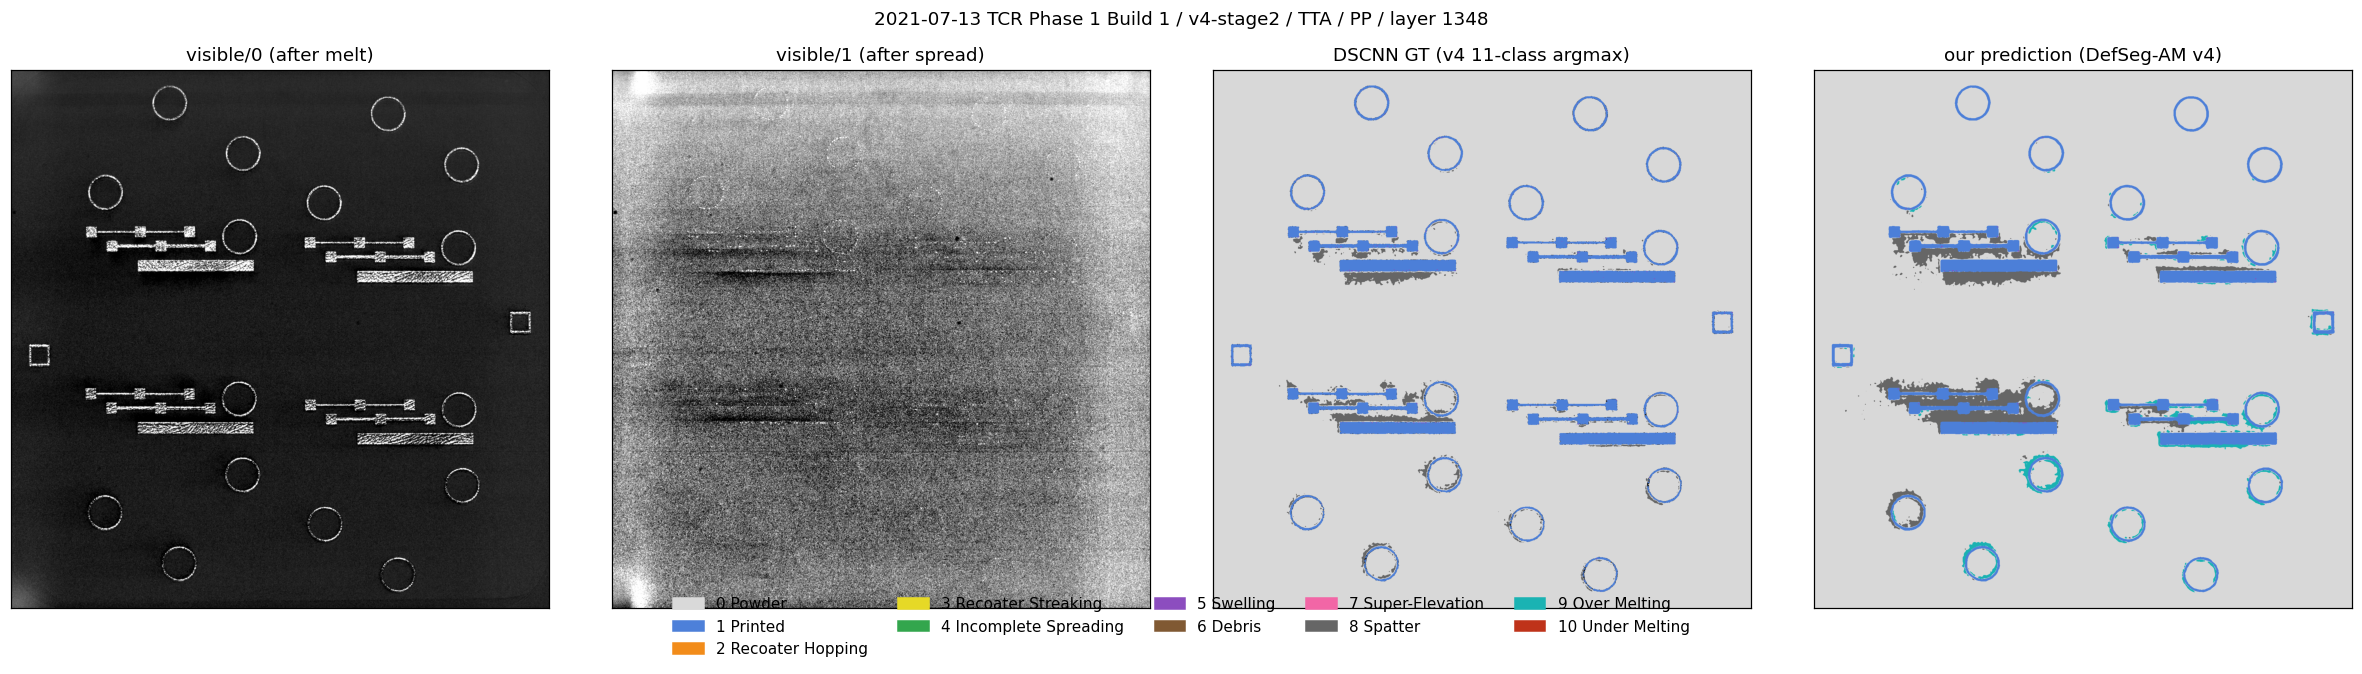 2021-07-13 TCR Phase 1 Build 1 / v4-stage2 / TTA / PP / layer 1348
visible/0 (after melt)
visible/1 (after spread)
DSCNN GT (v4 11-class argmax)
our prediction (DefSeg-AM v4)
0 Powder
1 Printed
2 Recoater Hopping
3 Recoater Streaking
4 Incomplete Spreading
5 Swelling
6 Debris
7 Super-Elevation
8 Spatter
9 Over Melting
10 Under Melting